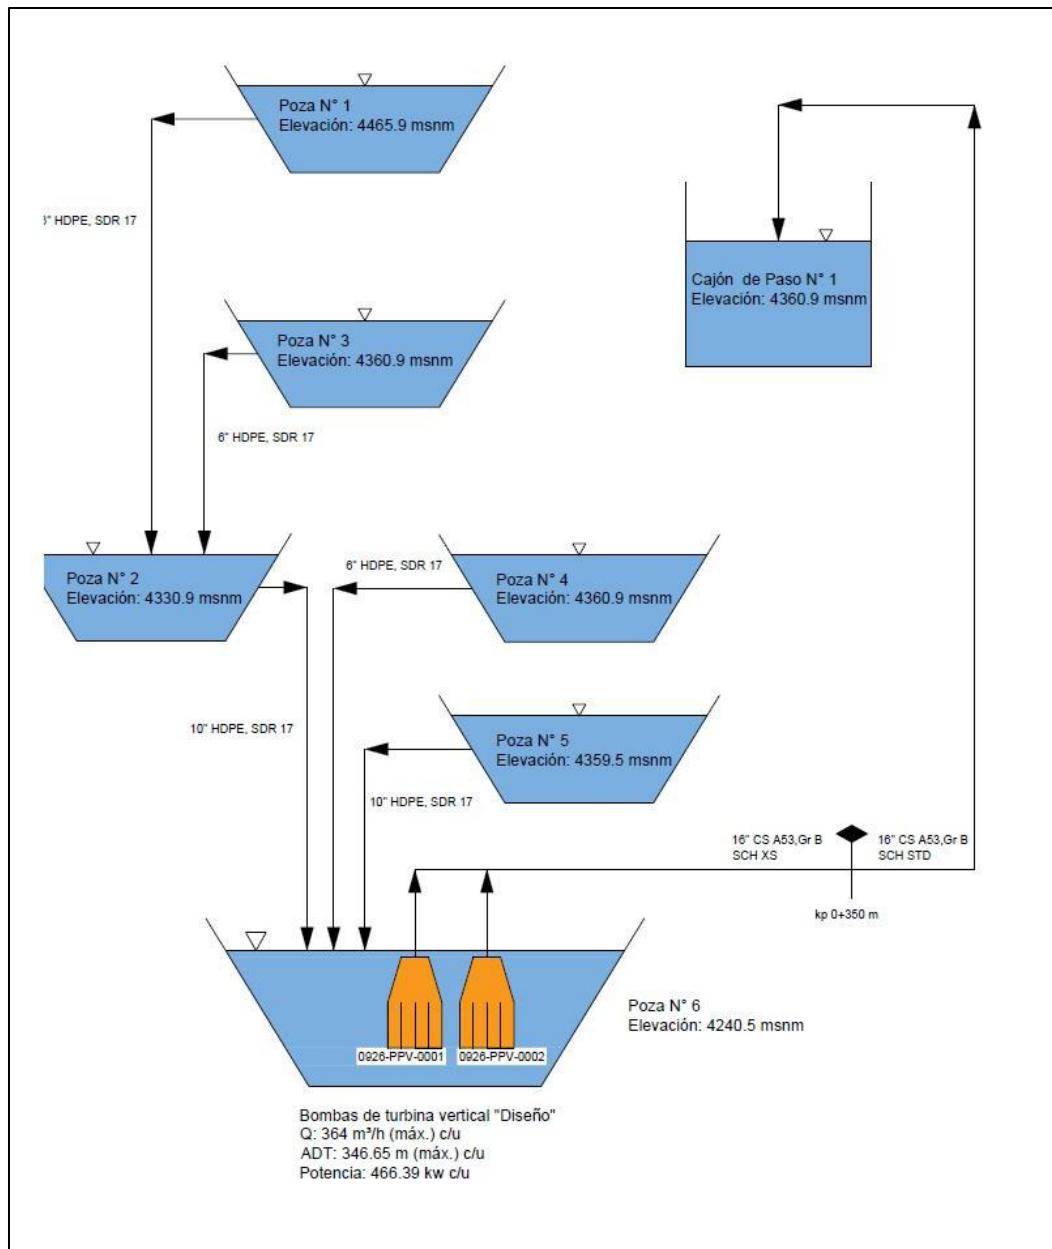 Poza N° 1
Elevación: 4465.9 msnm
" HDPE, SDR 17
Cajón de Paso N° 1
Elevación: 4360.9 msnm
Poza N° 3
Elevación: 4360.9 msnm
6" HDPE, SDR 17
Poza N° 2
Elevación: 4330.9 msnm
6" HDPE, SDR 17
Poza N° 4
Elevación: 4360.9 msnm
10" HDPE, SDR 17
Poza N° 5
Elevación: 4359.5 msnm
10" HDPE, SDR 17
16" CS A53,Gr B
SCH XS
16" CS A53,Gr B
SCH STD
kp 0+350 m
Poza N° 6
Elevación: 4240.5 msnm
0926-PPV-0001
0926-PPV-0002
Bombas de turbina vertical "Diseño"
Q: 364 m³/h (máx.) c/u
ADT: 346.65 m (máx.) c/u
Potencia: 466.39 kw c/u